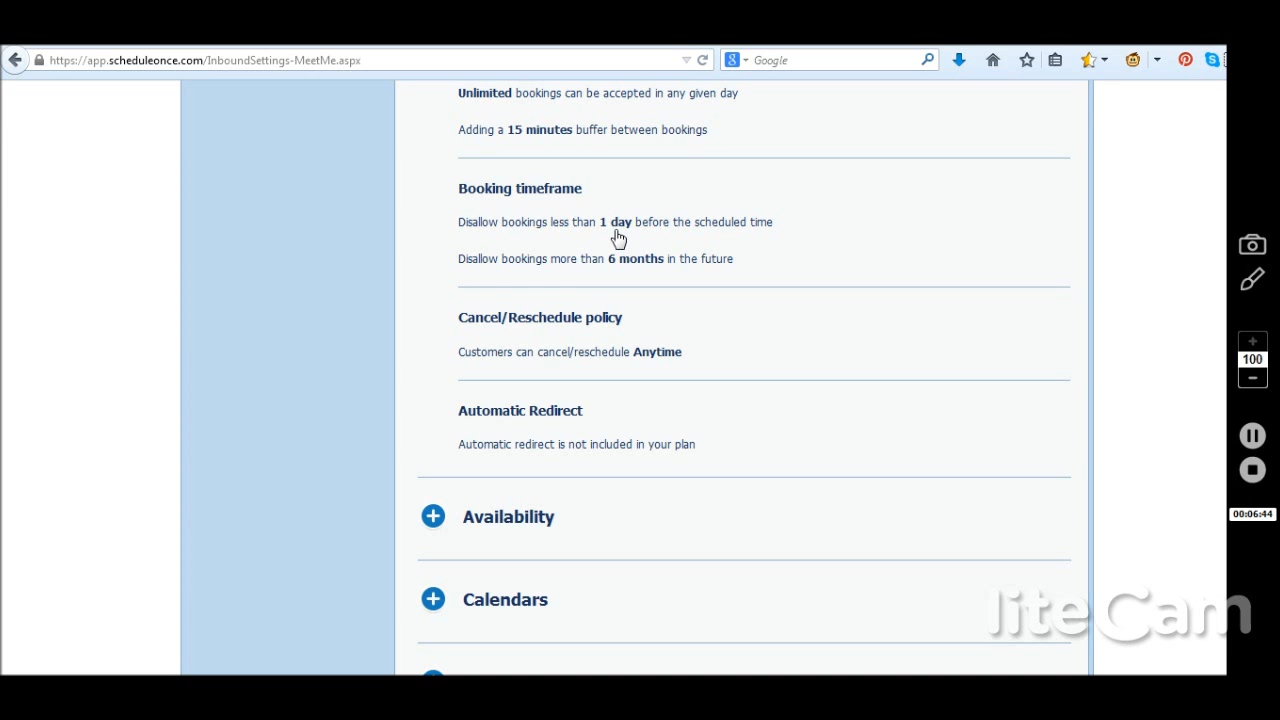 https://app.scheduleonce.com/InboundSettings-MeetMe.aspx
Google
Unlimited bookings can be accepted in any given day
Adding a 15 minutes buffer between bookings
Booking timeframe
Disallow bookings less than 1 day before the scheduled time
Disallow bookings more than 6 months in the future
Cancel/Reschedule policy
Customers can cancel/reschedule Anytime
Automatic Redirect
Automatic redirect is not included in your plan
Availability
Calendars
100
00:06:44
liteCam